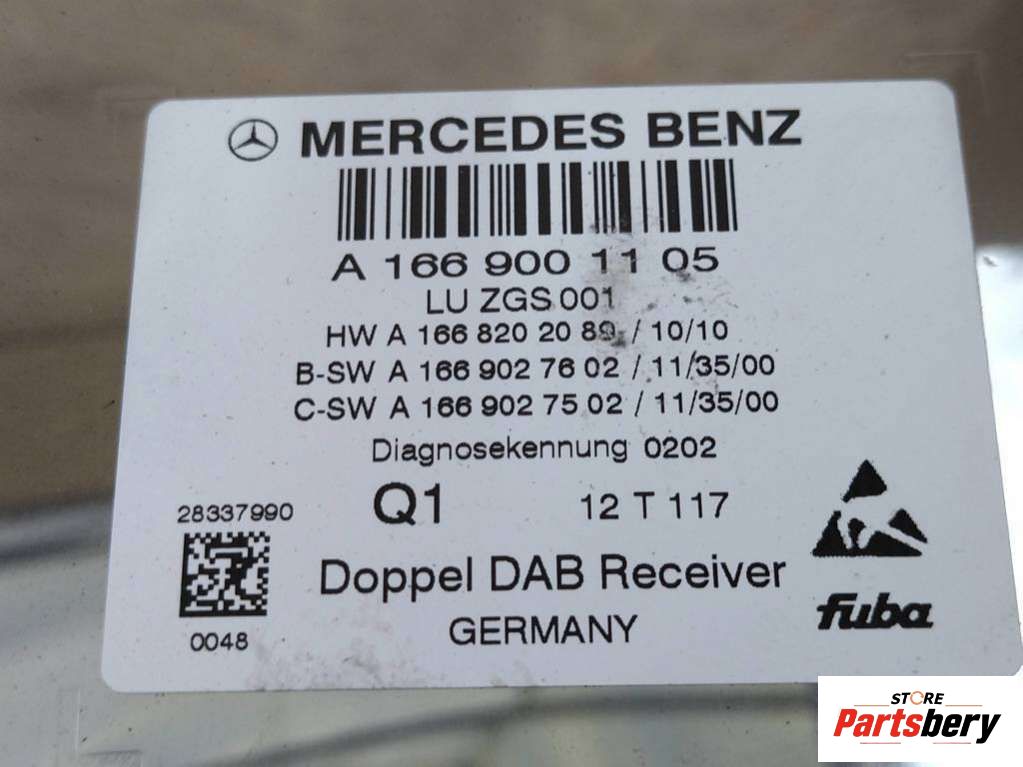 MERCEDES BENZ
A 166 900 11 05
LU ZGS 001
HW A 166 820 20 89 / 10/10
B-SW A 166 902 76 02 / 11/35/00
C-SW A 166 902 75 02 / 11/35/00
Diagnosekennung 0202
28337990
Q1 12 T 117
Doppel DAB Receiver
0048
GERMANY
fuba
STORE
Partsbery